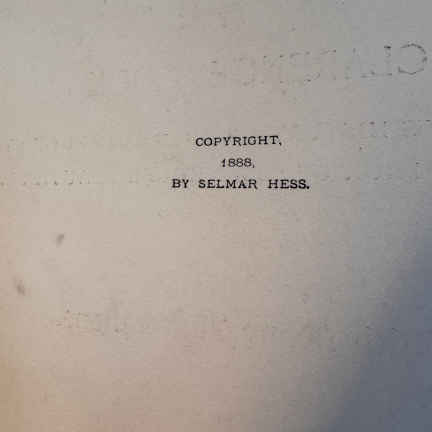 COPYRIGHT,
1888,
BY SELMAR HESS.